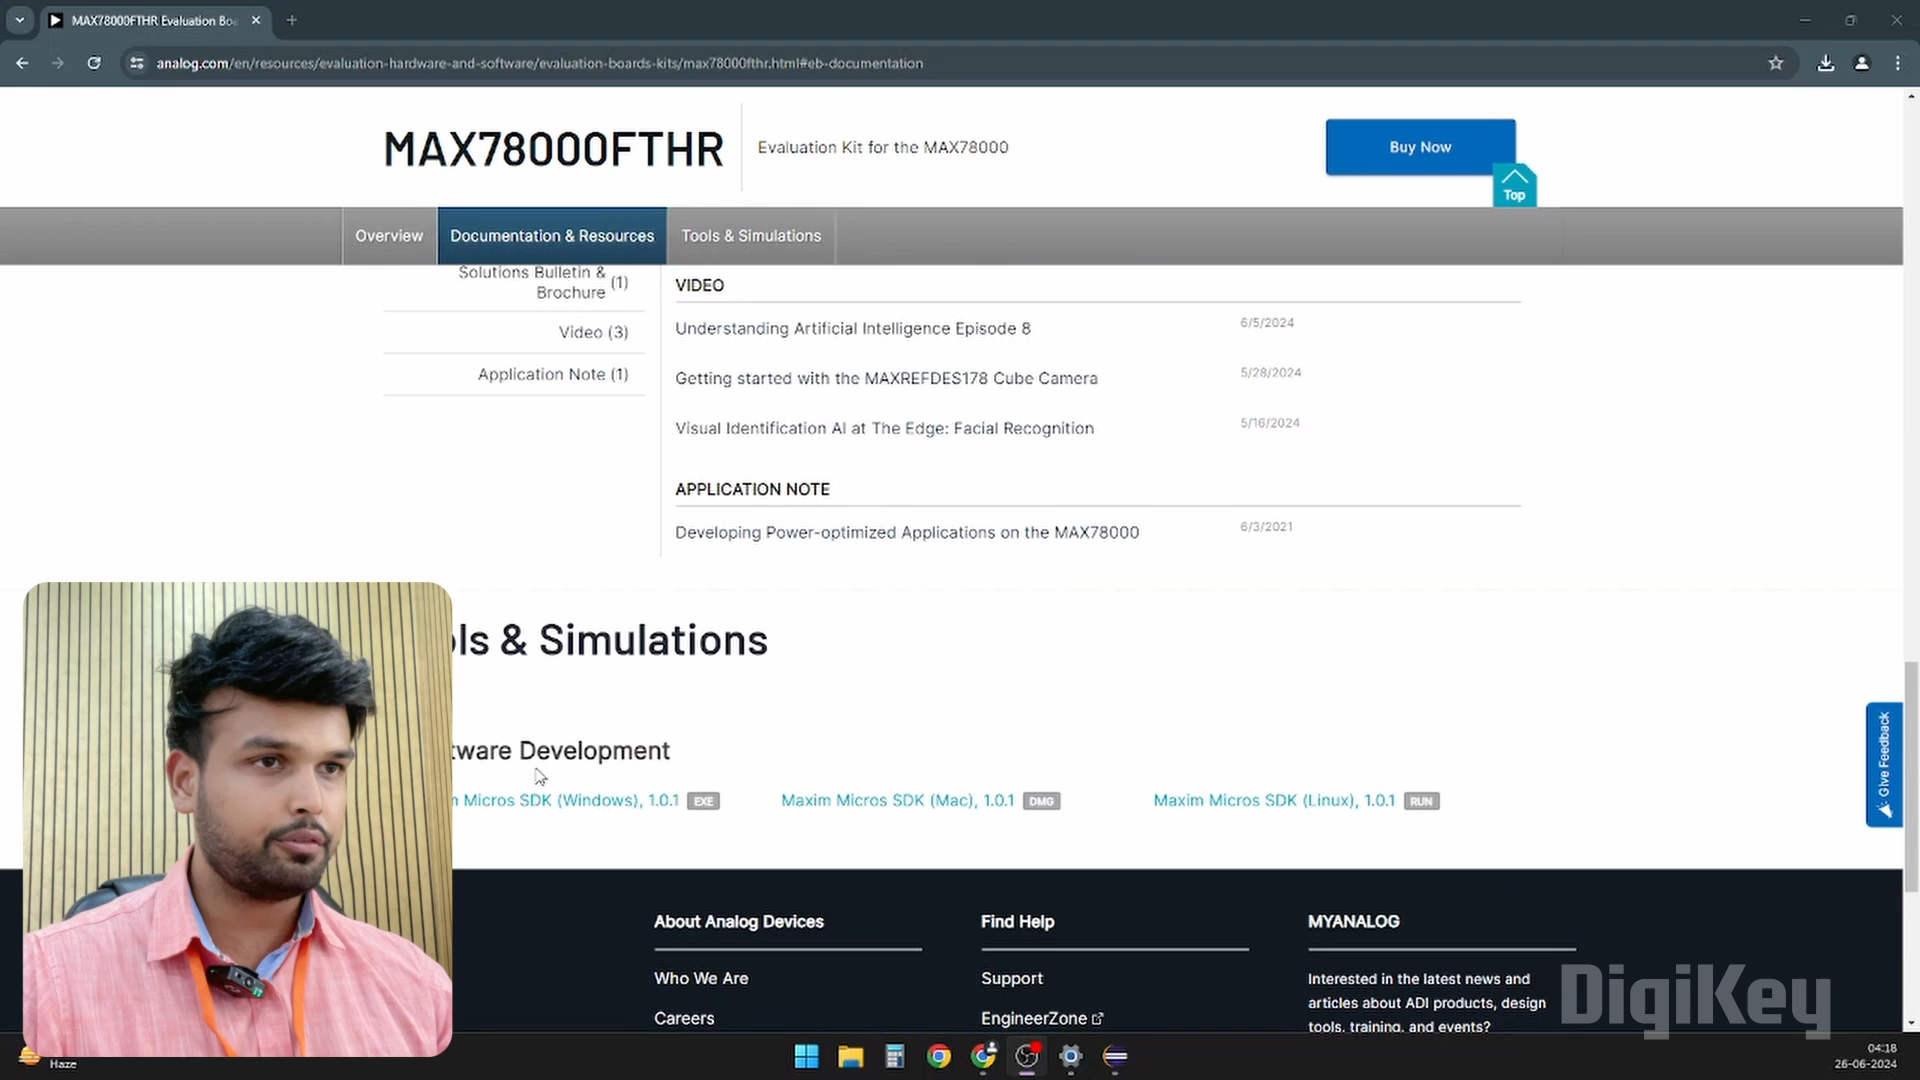 MAX78000FTHR Evaluation Boa
analog.com/en/resources/evaluation-hardware-and-software/evaluation-boards-kits/max78000fthr.html#eb-documentation
MAX78000FTHR
Evaluation Kit for the MAX78000
Buy Now
Top
Overview
Documentation & Resources
Tools & Simulations
Solutions Bulletin & Brochure (1)
Video (3)
Application Note (1)
VIDEO
Understanding Artificial Intelligence Episode 8 6/5/2024
Getting started with the MAXREFDES178 Cube Camera 5/28/2024
Visual Identification AI at The Edge: Facial Recognition 5/16/2024
APPLICATION NOTE
Developing Power-optimized Applications on the MAX78000 6/3/2021
ols & Simulations
tware Development
Micros SDK (Windows), 1.0.1 EXE
Maxim Micros SDK (Mac), 1.0.1 DMG
Maxim Micros SDK (Linux), 1.0.1 RUN
Give Feedback
About Analog Devices
Who We Are
Careers
Find Help
Support
EngineerZone
MYANALOG
Interested in the latest news and
articles about ADI products, design
tools, training, and events?
DigiKey
Haze
04:18
26-06-2024